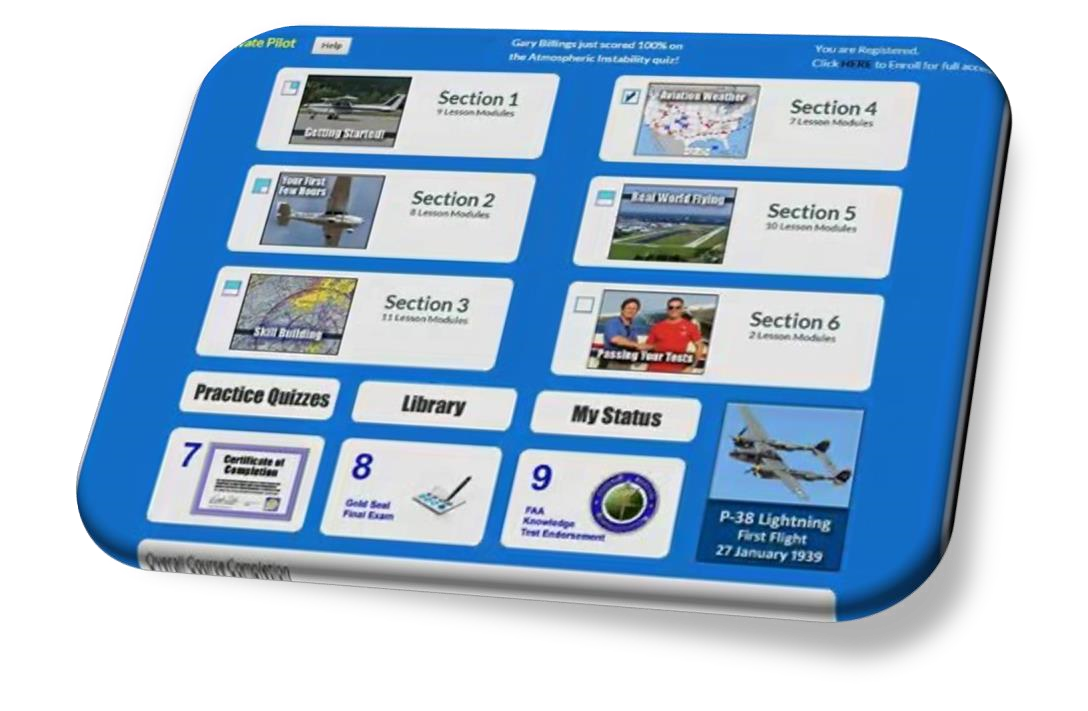 vate Pilot
Help
Gary Billings just scored 100% on
the Atmospheric Instability quiz!
You are Registered.
Click HERE to Enroll for full acce
Getting Started!
Section 1
9 Lesson Modules
Aviation Weather
Section 4
7 Lesson Modules
Your First
Few Hours
Section 2
8 Lesson Modules
Real World Flying
Section 5
10 Lesson Modules
Skill Building
Section 3
11 Lesson Modules
Passing Your Tests
Section 6
2 Lesson Modules
Practice Quizzes
Library
My Status
7
Certificate of
Completion
8
Gold Seal
Final Exam
9
FAA
Knowledge
Test Endorsement
P-38 Lightning
First Flight
27 January 1939
Overall Course Completion